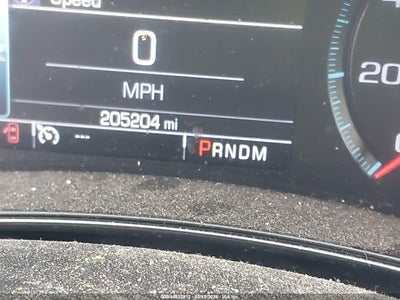 Speed
0
MPH
205204 mi
---
PRNDM
20